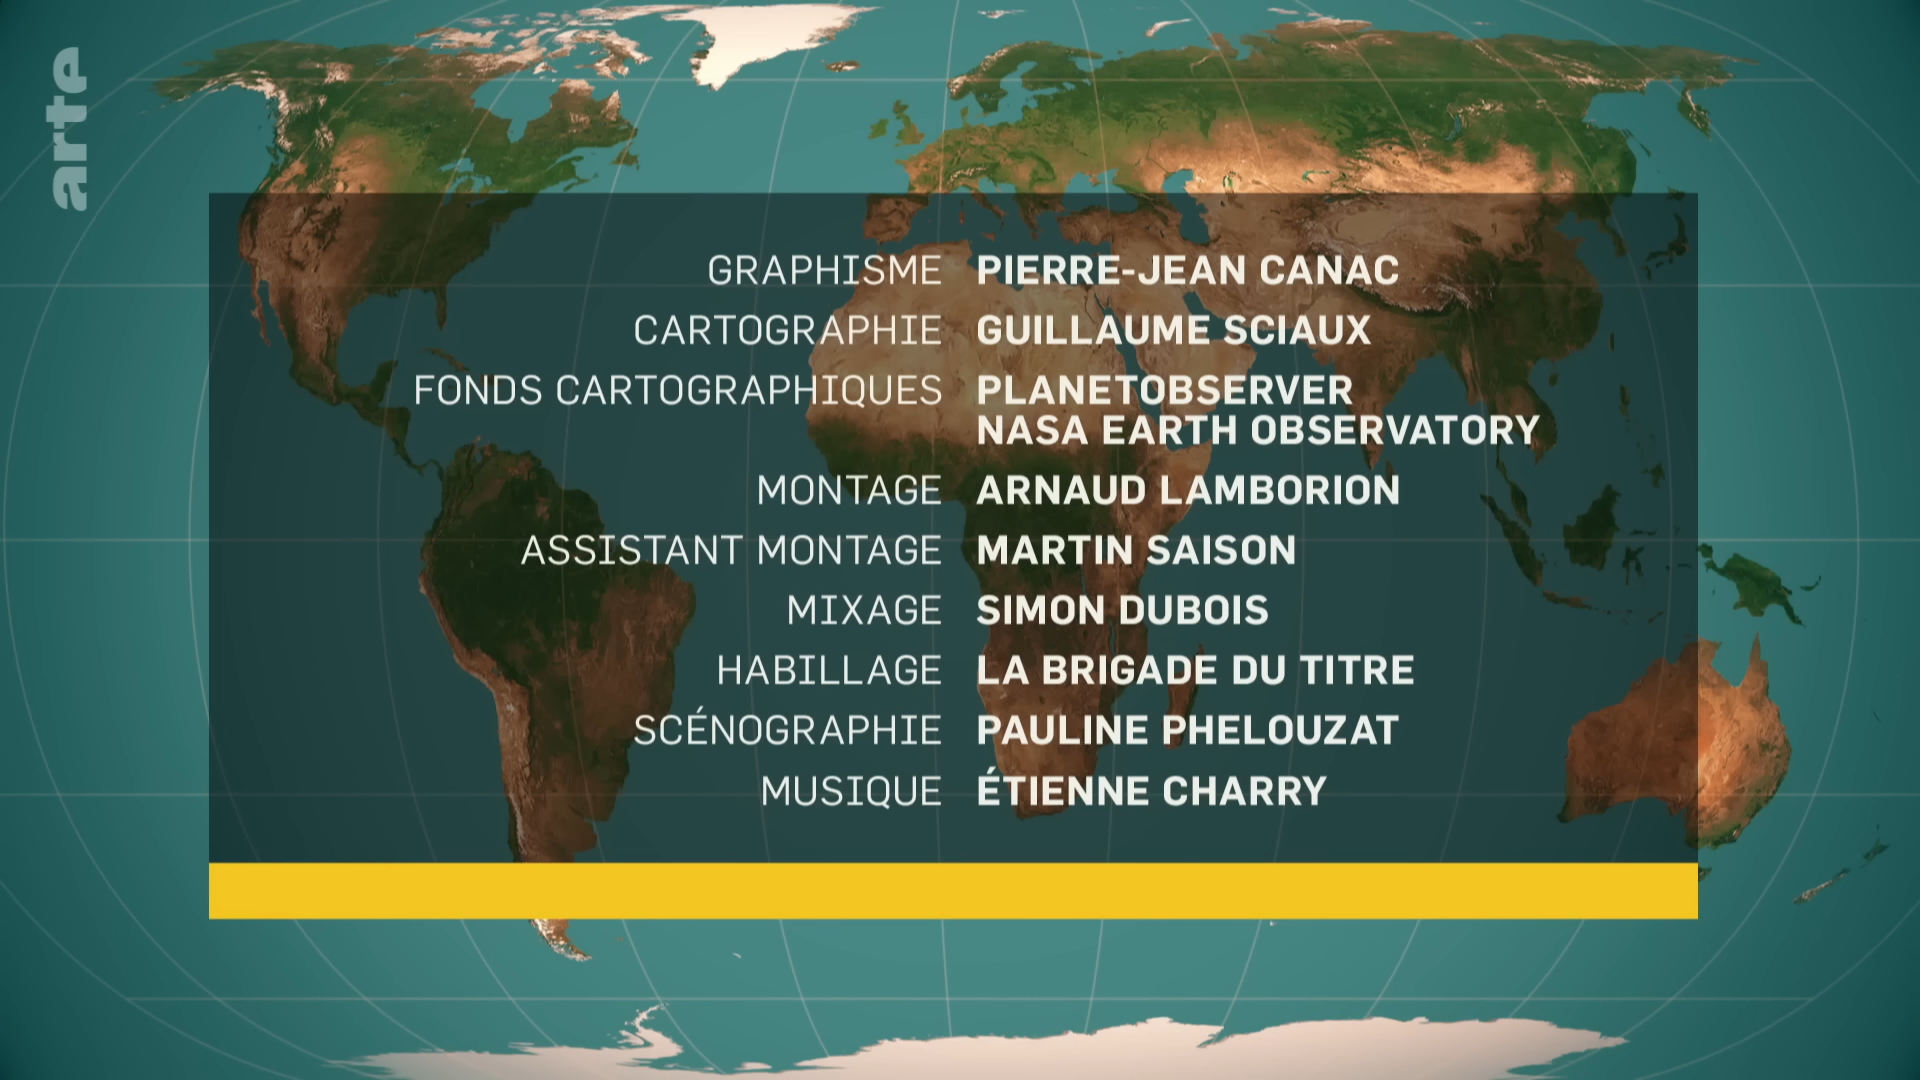 arte
GRAPHISME PIERRE-JEAN CANAC
CARTOGRAPHIE GUILLAUME SCIAUX
FONDS CARTOGRAPHIQUES PLANETOBSERVER
NASA EARTH OBSERVATORY
MONTAGE ARNAUD LAMBORION
ASSISTANT MONTAGE MARTIN SAISON
MIXAGE SIMON DUBOIS
HABILLAGE LA BRIGADE DU TITRE
SCÉNOGRAPHIE PAULINE PHELOUZAT
MUSIQUE ÉTIENNE CHARRY